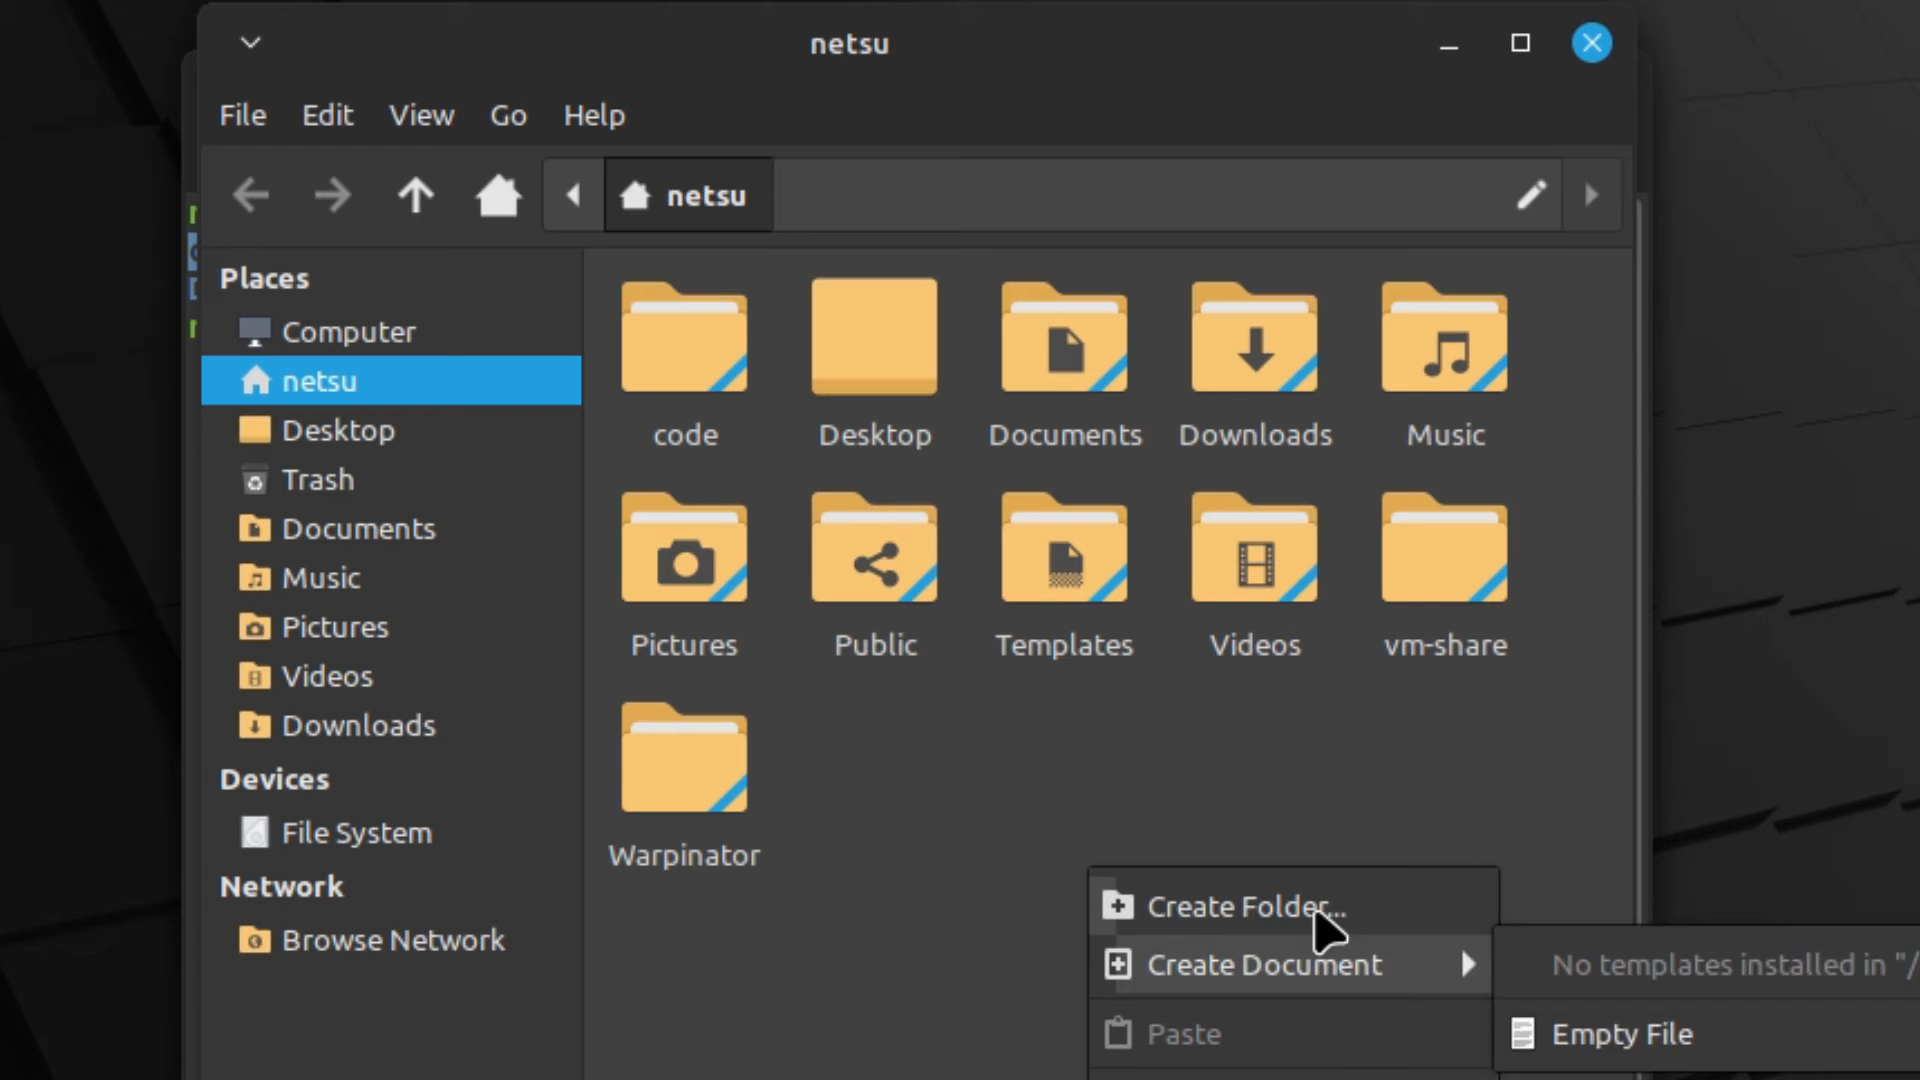 netsu
File Edit View Go Help
netsu
Places
Computer
netsu
Desktop
Trash
Documents
Music
Pictures
Videos
Downloads
Devices
File System
Network
Browse Network
code Desktop Documents Downloads Music
Pictures Public Templates Videos vm-share
Warpinator
Create Folder...
Create Document
Paste
No templates installed in "/
Empty File